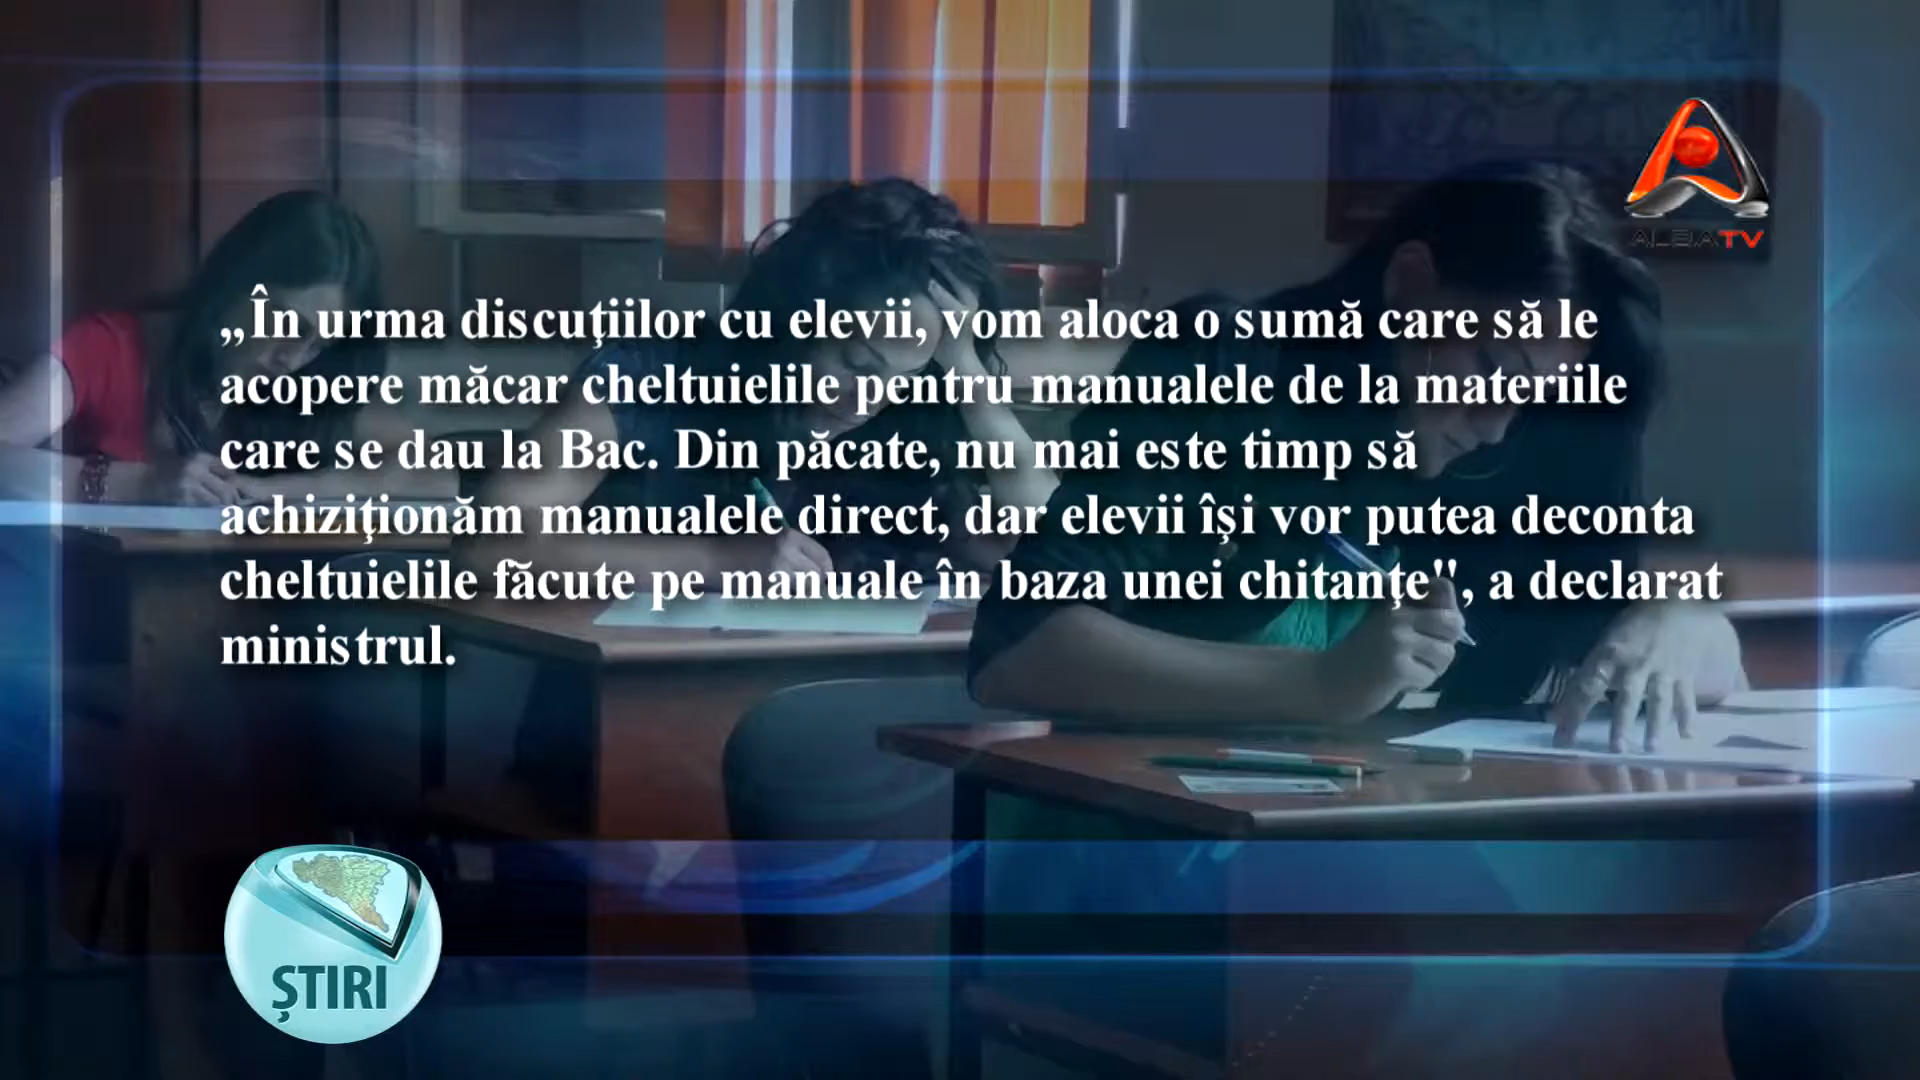 ALBATV
„În urma discuţiilor cu elevii, vom aloca o sumă care să le
acopere măcar cheltuielile pentru manualele de la materiile
care se dau la Bac. Din păcate, nu mai este timp să
achiziţionăm manualele direct, dar elevii îşi vor putea deconta
cheltuielile făcute pe manuale în baza unei chitanţe", a declarat
ministrul.
ŞTIRI